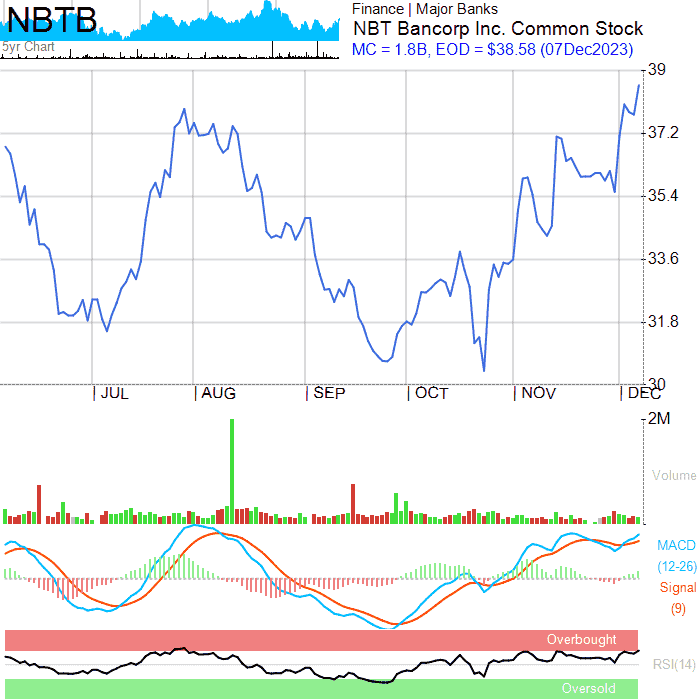 NBTB
5yr Chart
Finance | Major Banks
NBT Bancorp Inc. Common Stock
MC = 1.8B, EOD = $38.58 (07Dec2023)
39
37.2
35.4
33.6
31.8
30
JUL
AUG
SEP
OCT
NOV
DEC
2M
Volume
MACD
(12-26)
Signal
(9)
Overbought
RSI(14)
Oversold